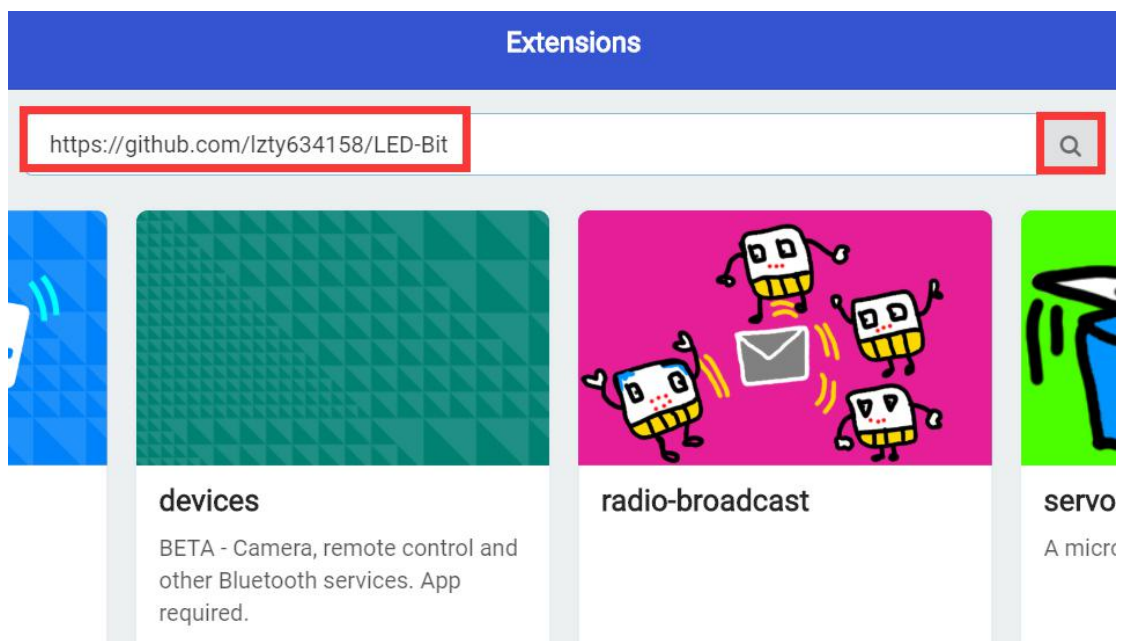 Extensions
https://github.com/lzty634158/LED-Bit
devices
BETA - Camera, remote control and
other Bluetooth services. App
required.
radio-broadcast
servo
A micro